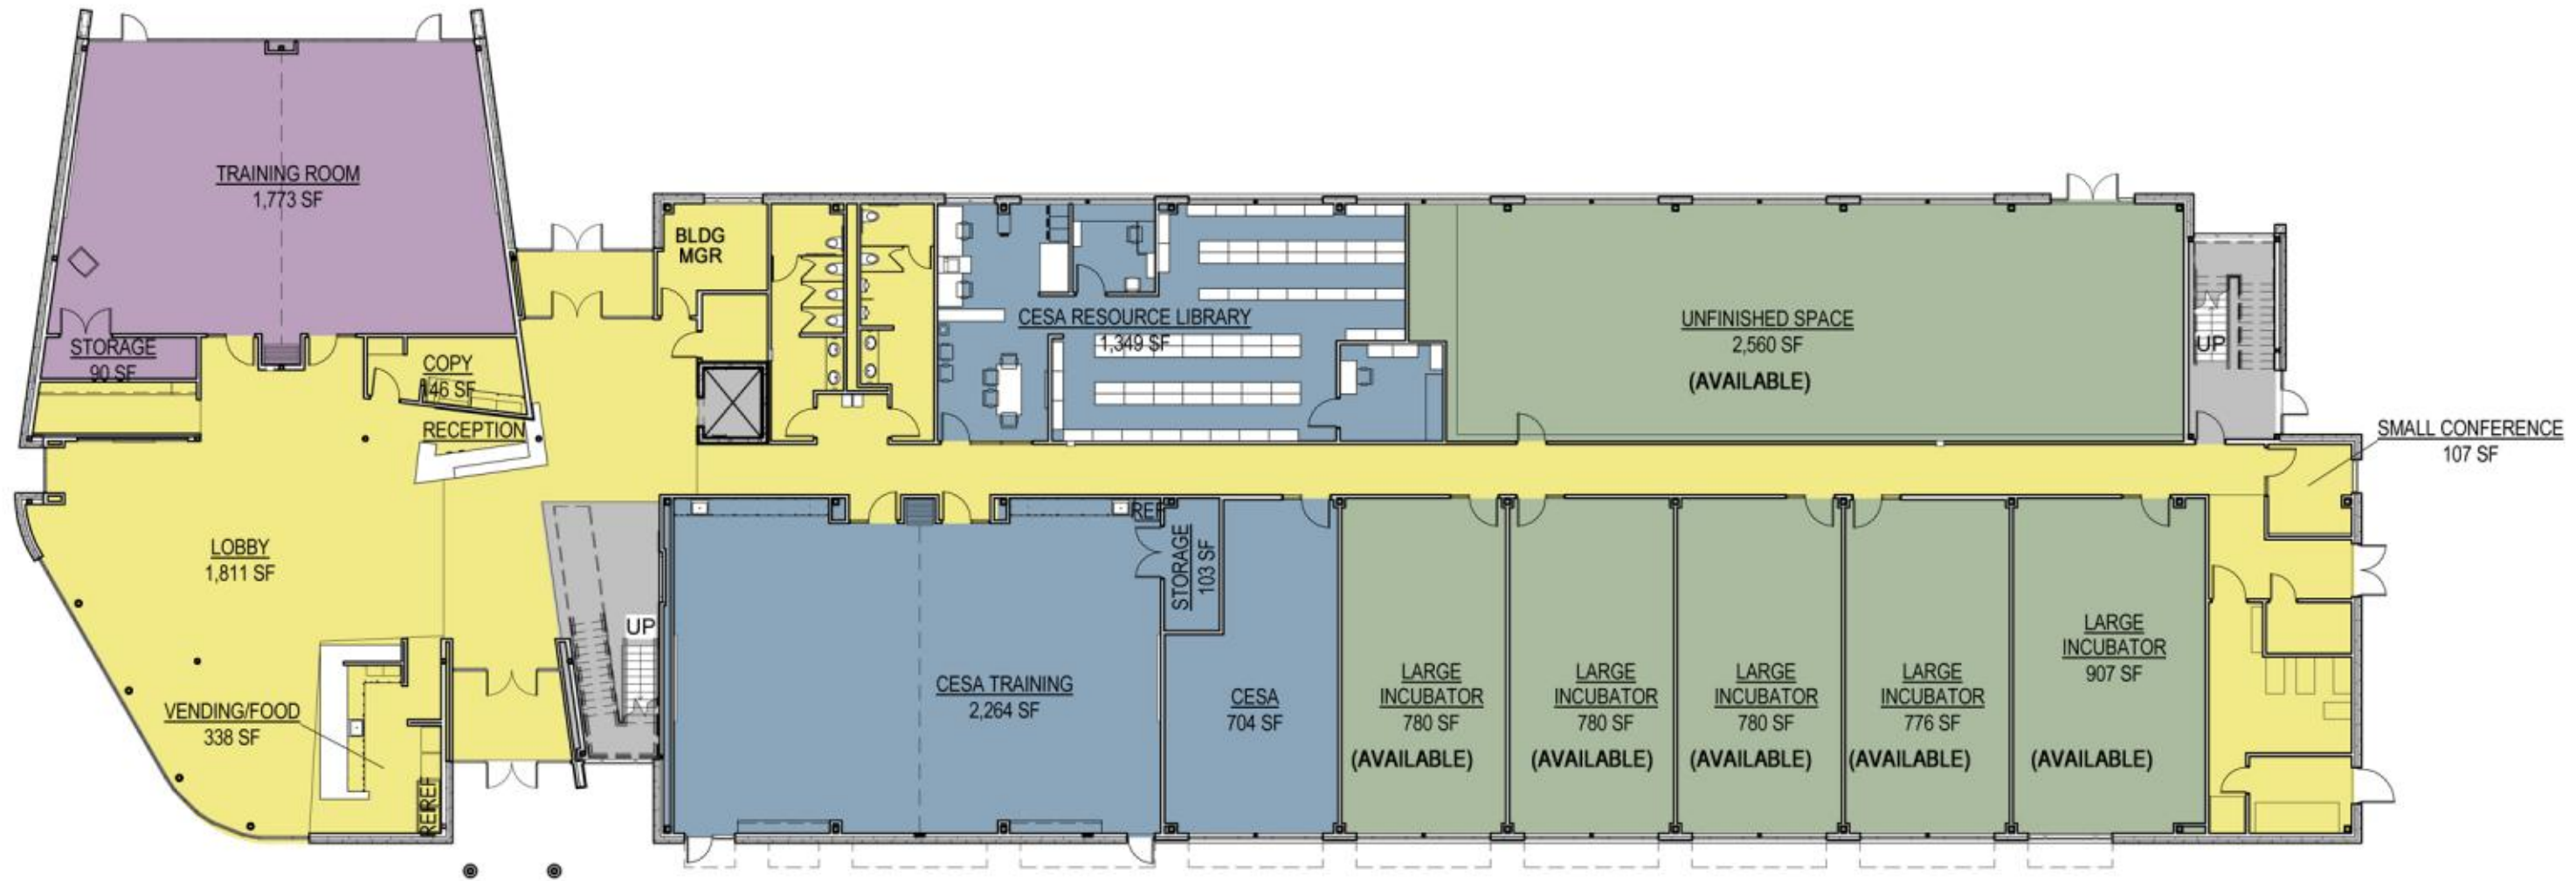 TRAINING ROOM
1,773 SF
BLDG
MGR
STORAGE
90 SF
COPY
146 SF
RECEPTION
CESA RESOURCE LIBRARY
1,349 SF
UNFINISHED SPACE
2,560 SF
(AVAILABLE)
UP
SMALL CONFERENCE
107 SF
LOBBY
1,811 SF
UP
VENDING/FOOD
338 SF
REF
REF
CESA TRAINING
2,264 SF
REF
STORAGE
103 SF
CESA
704 SF
LARGE
INCUBATOR
780 SF
(AVAILABLE)
LARGE
INCUBATOR
780 SF
(AVAILABLE)
LARGE
INCUBATOR
780 SF
(AVAILABLE)
LARGE
INCUBATOR
776 SF
(AVAILABLE)
LARGE
INCUBATOR
907 SF
(AVAILABLE)